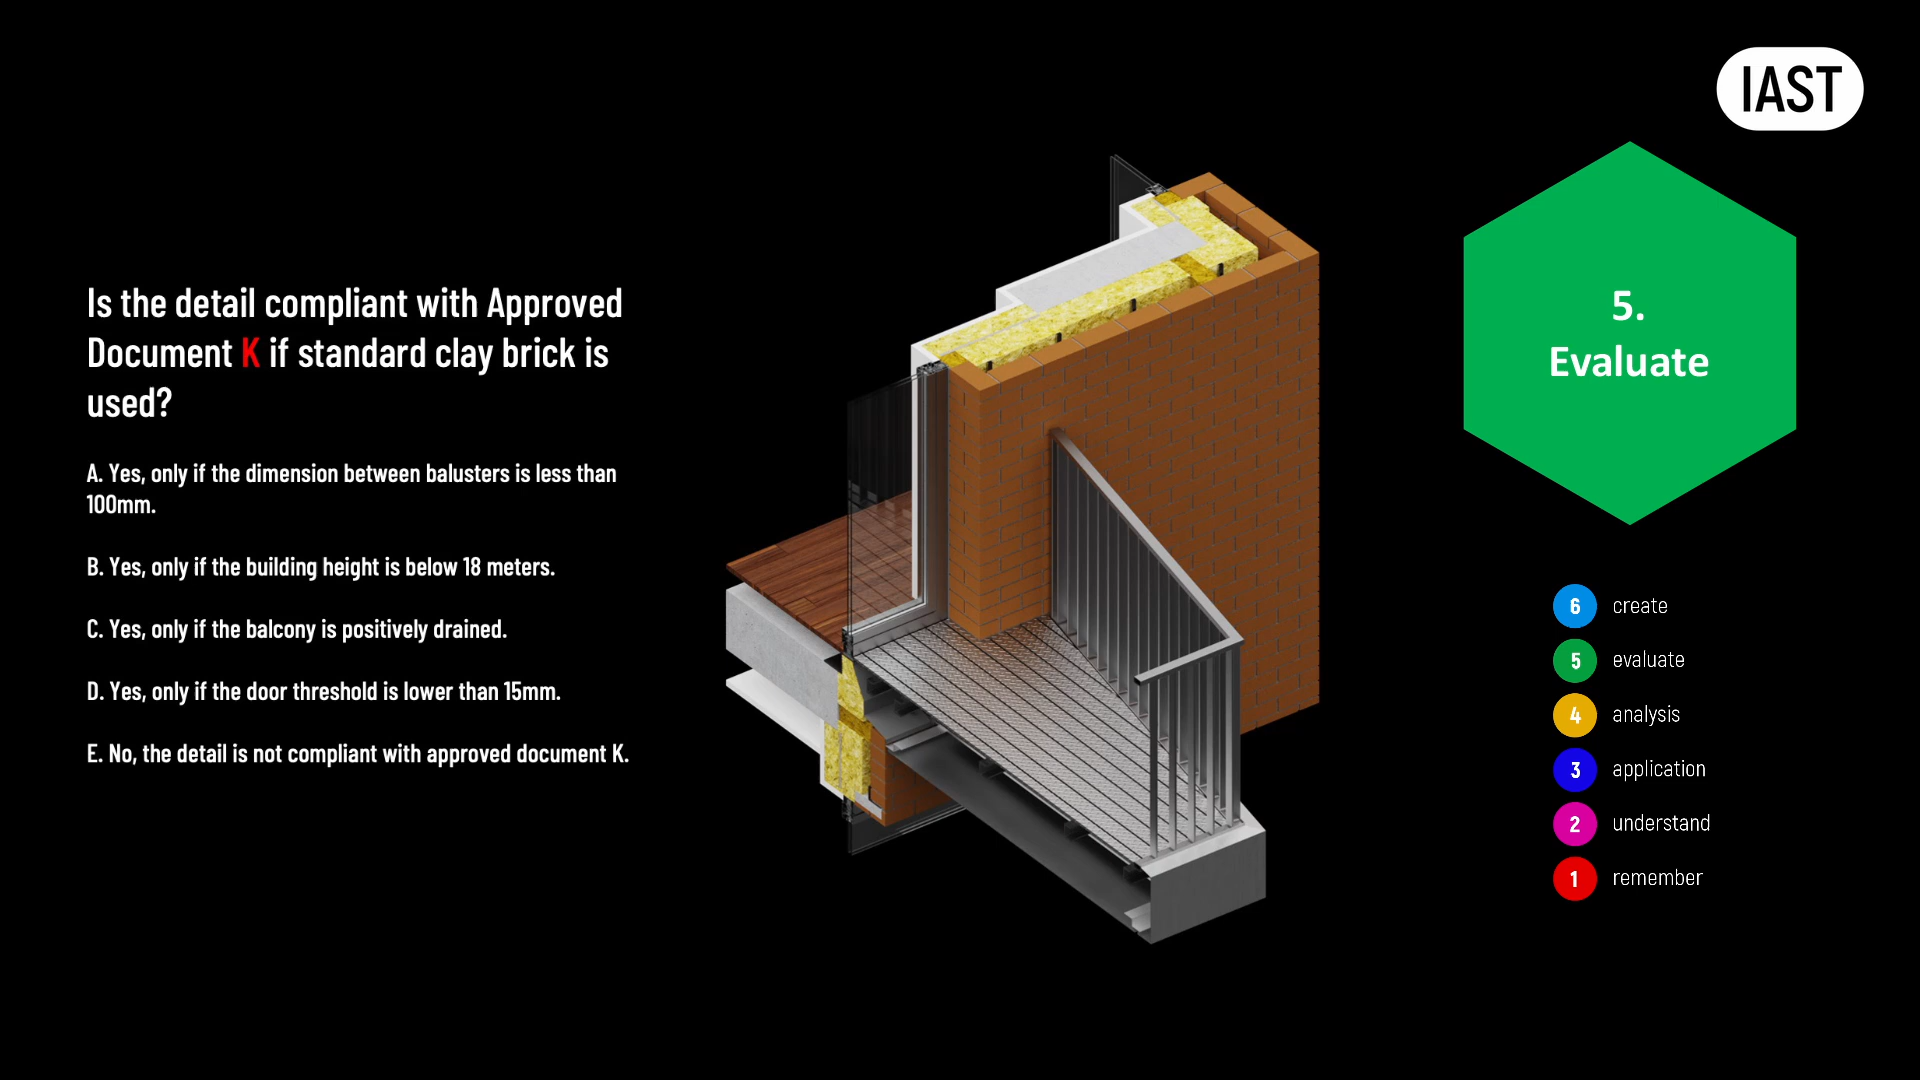 IAST
Is the detail compliant with Approved
Document K if standard clay brick is
used?
A. Yes, only if the dimension between balusters is less than
100mm.
B. Yes, only if the building height is below 18 meters.
C. Yes, only if the balcony is positively drained.
D. Yes, only if the door threshold is lower than 15mm.
E. No, the detail is not compliant with approved document K.
5.
Evaluate
6 create
5 evaluate
4 analysis
3 application
2 understand
1 remember